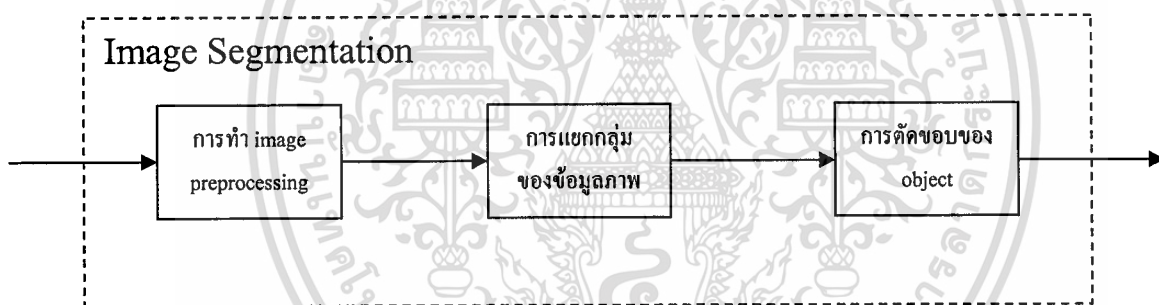 Image Segmentation
การทำ image
preprocessing
การแยกกลุ่ม
ของข้อมูลภาพ
การตัดขอบของ
object